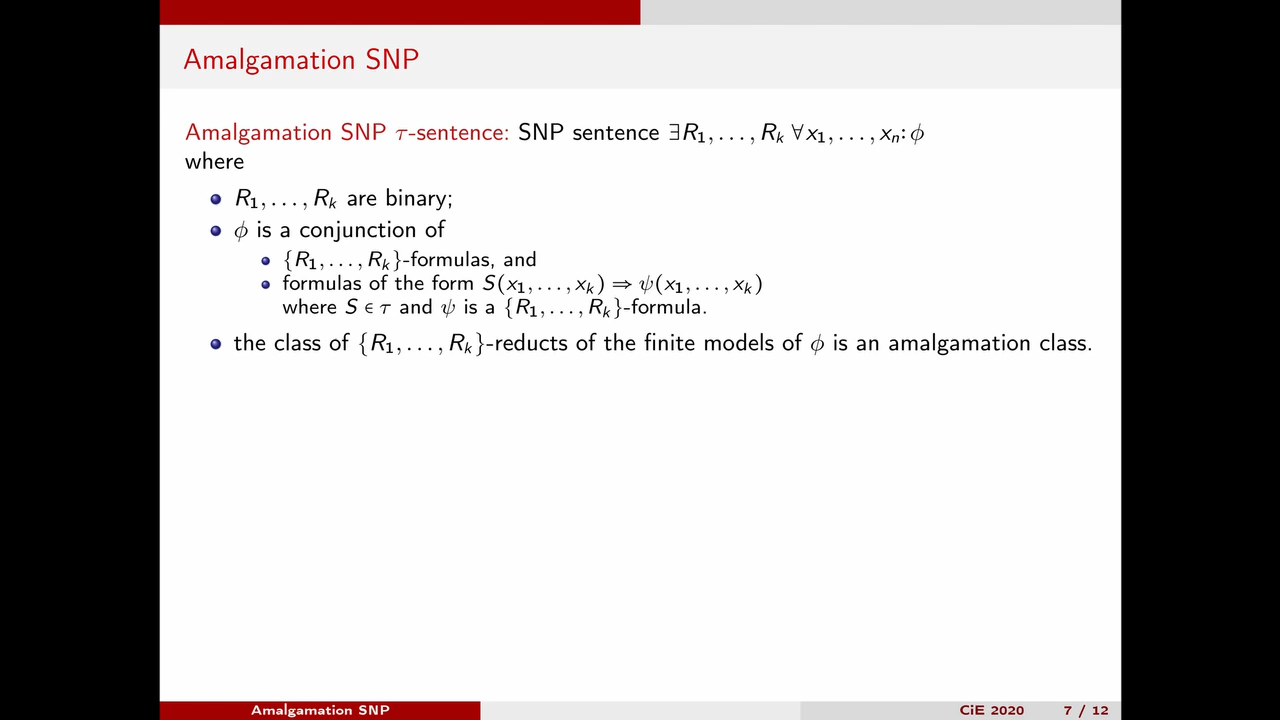 Amalgamation SNP
Amalgamation SNP τ-sentence: SNP sentence ∃R₁, . . . , Rₖ ∀x₁, . . . , xₙ: ϕ
where
R₁, . . . , Rₖ are binary;
ϕ is a conjunction of
{R₁, . . . , Rₖ}-formulas, and
formulas of the form S(x₁, . . . , xₖ) ⇒ ψ(x₁, . . . , xₖ)
where S ∈ τ and ψ is a {R₁, . . . , Rₖ}-formula.
the class of {R₁, . . . , Rₖ}-reducts of the finite models of ϕ is an amalgamation class.
Amalgamation SNP CiE 2020 7 / 12